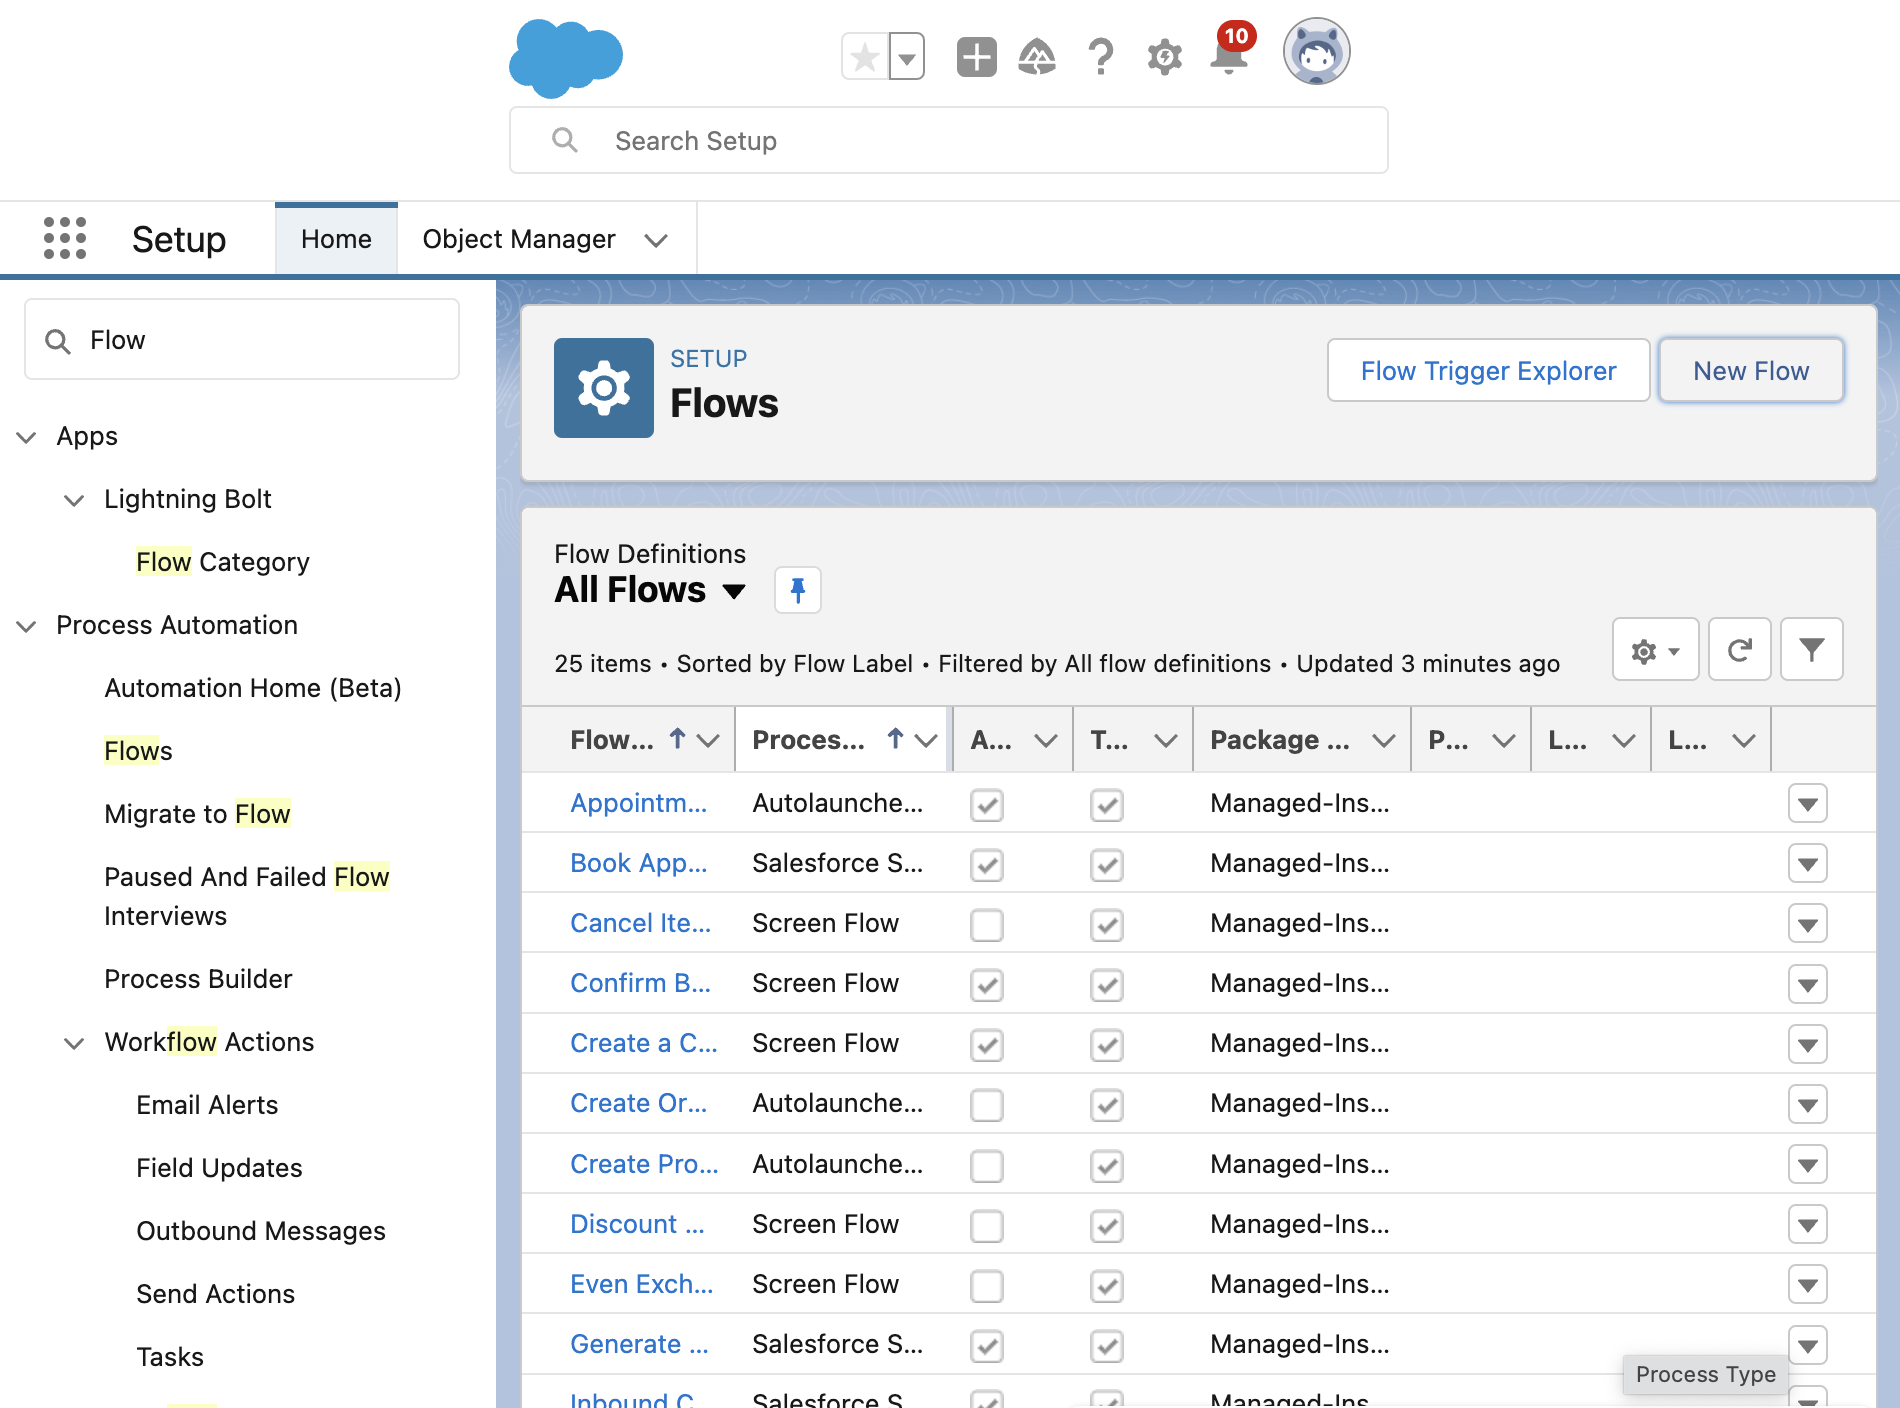 10
Search Setup
Setup
Home
Object Manager
Flow
Apps
Lightning Bolt
Flow Category
Process Automation
Automation Home (Beta)
Flows
Migrate to Flow
Paused And Failed Flow
Interviews
Process Builder
Workflow Actions
Email Alerts
Field Updates
Outbound Messages
Send Actions
Tasks
SETUP
Flows
Flow Trigger Explorer
New Flow
Flow Definitions
All Flows
25 items • Sorted by Flow Label • Filtered by All flow definitions • Updated 3 minutes ago
Flow... Proces... A... T... Package ... P... L... L...
Appointm... Autolaunche... Managed-Ins...
Book App... Salesforce S... Managed-Ins...
Cancel Ite... Screen Flow Managed-Ins...
Confirm B... Screen Flow Managed-Ins...
Create a C... Screen Flow Managed-Ins...
Create Or... Autolaunche... Managed-Ins...
Create Pro... Autolaunche... Managed-Ins...
Discount ... Screen Flow Managed-Ins...
Even Exch... Screen Flow Managed-Ins...
Generate ... Salesforce S... Managed-Ins...
Process Type
Inbound C... Salesforce S... Managed-Ins...